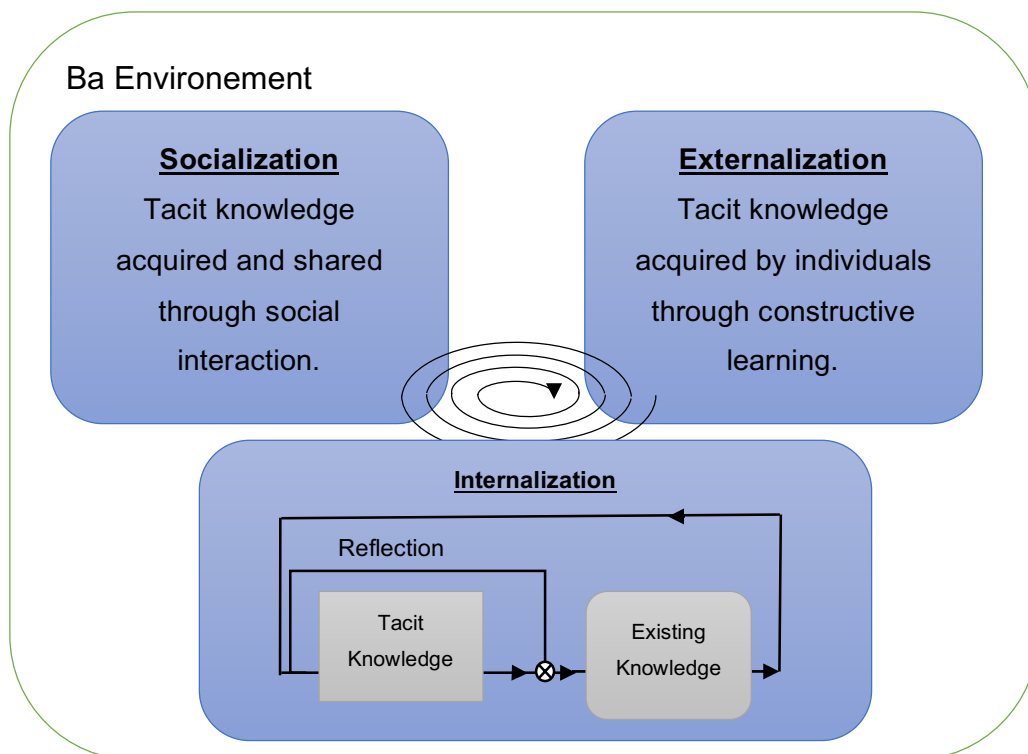 Ba Environement
Socialization
Tacit knowledge
acquired and shared
through social
interaction.
Externalization
Tacit knowledge
acquired by individuals
through constructive
learning.
Internalization
Reflection
Tacit
Knowledge
Existing
Knowledge